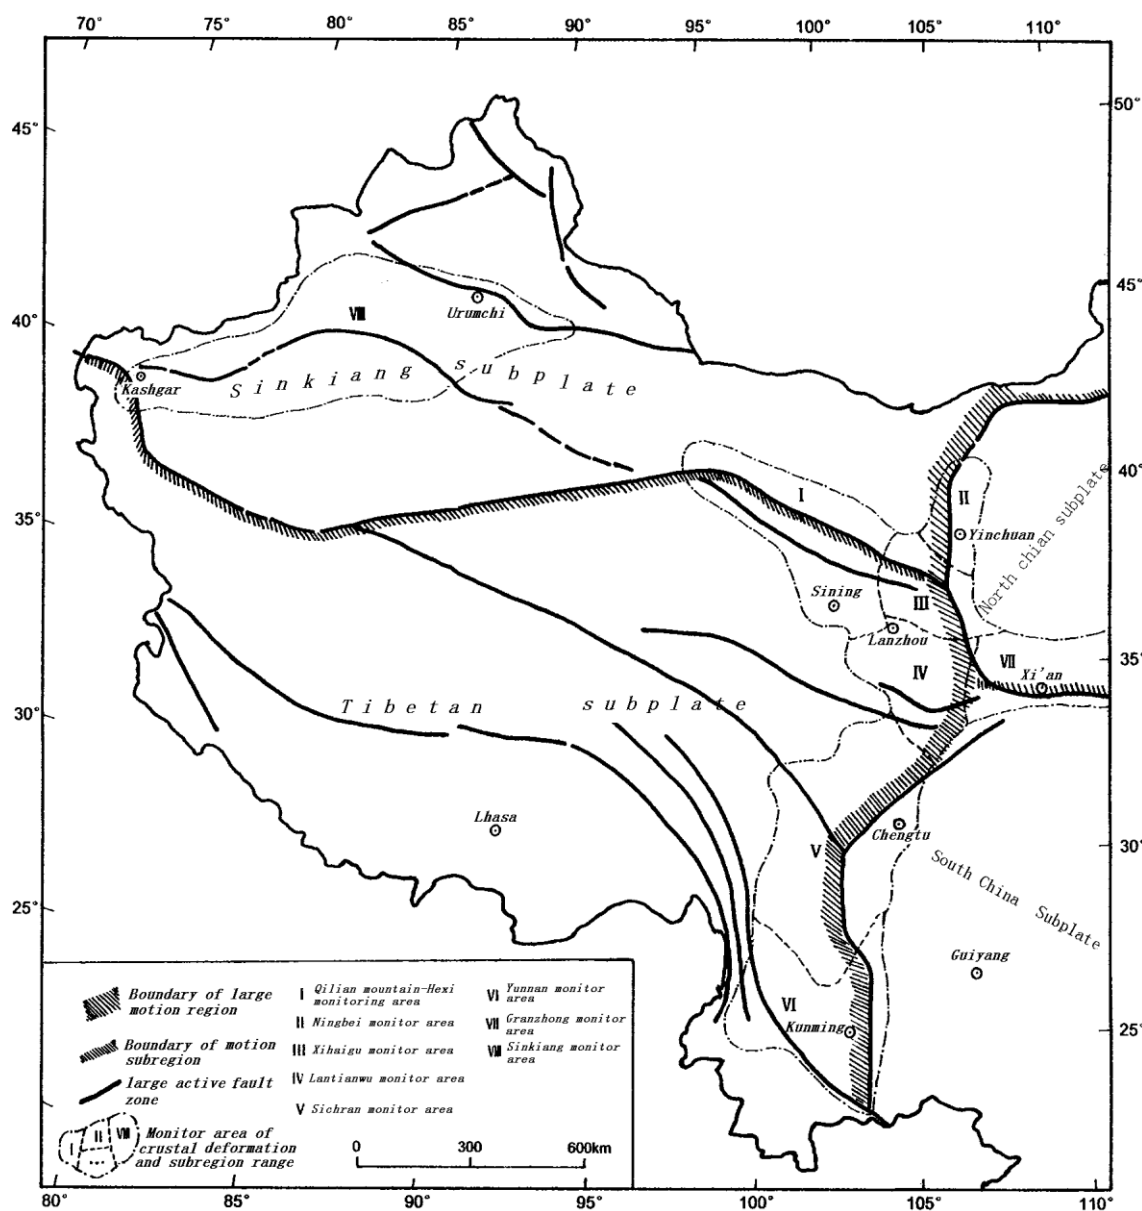 70° 75° 80° 85° 90° 95° 100° 105° 110°
45°
50°
40°
45°
35°
40°
30°
35°
25°
30°
25°
80° 85° 90° 95° 100° 105° 110°
Urumchi
VIII
Kashgar
Sinkiang subplate
I
II
Yinchuan
North chian subplate
Sining
III
Lanzhou
IV
VII
Xi'an
Tibetan subplate
Lhasa
Chengtu
V
South China Subplate
Guiyang
VI
Kunming
Boundary of large
motion region
Boundary of motion
subregion
large active fault
zone
I II VIII
Monitor area of
crustal deformation
and subregion range
I Qilian mountain-Hexi
monitoring area
II Ningbei monitor area
III Xihaigu monitor area
IV Lantianwu monitor area
V Sichran monitor area
VI Yunnan monitor
area
VII Granzhong monitor
area
VIII Sinkiang monitor
area
0 300 600km